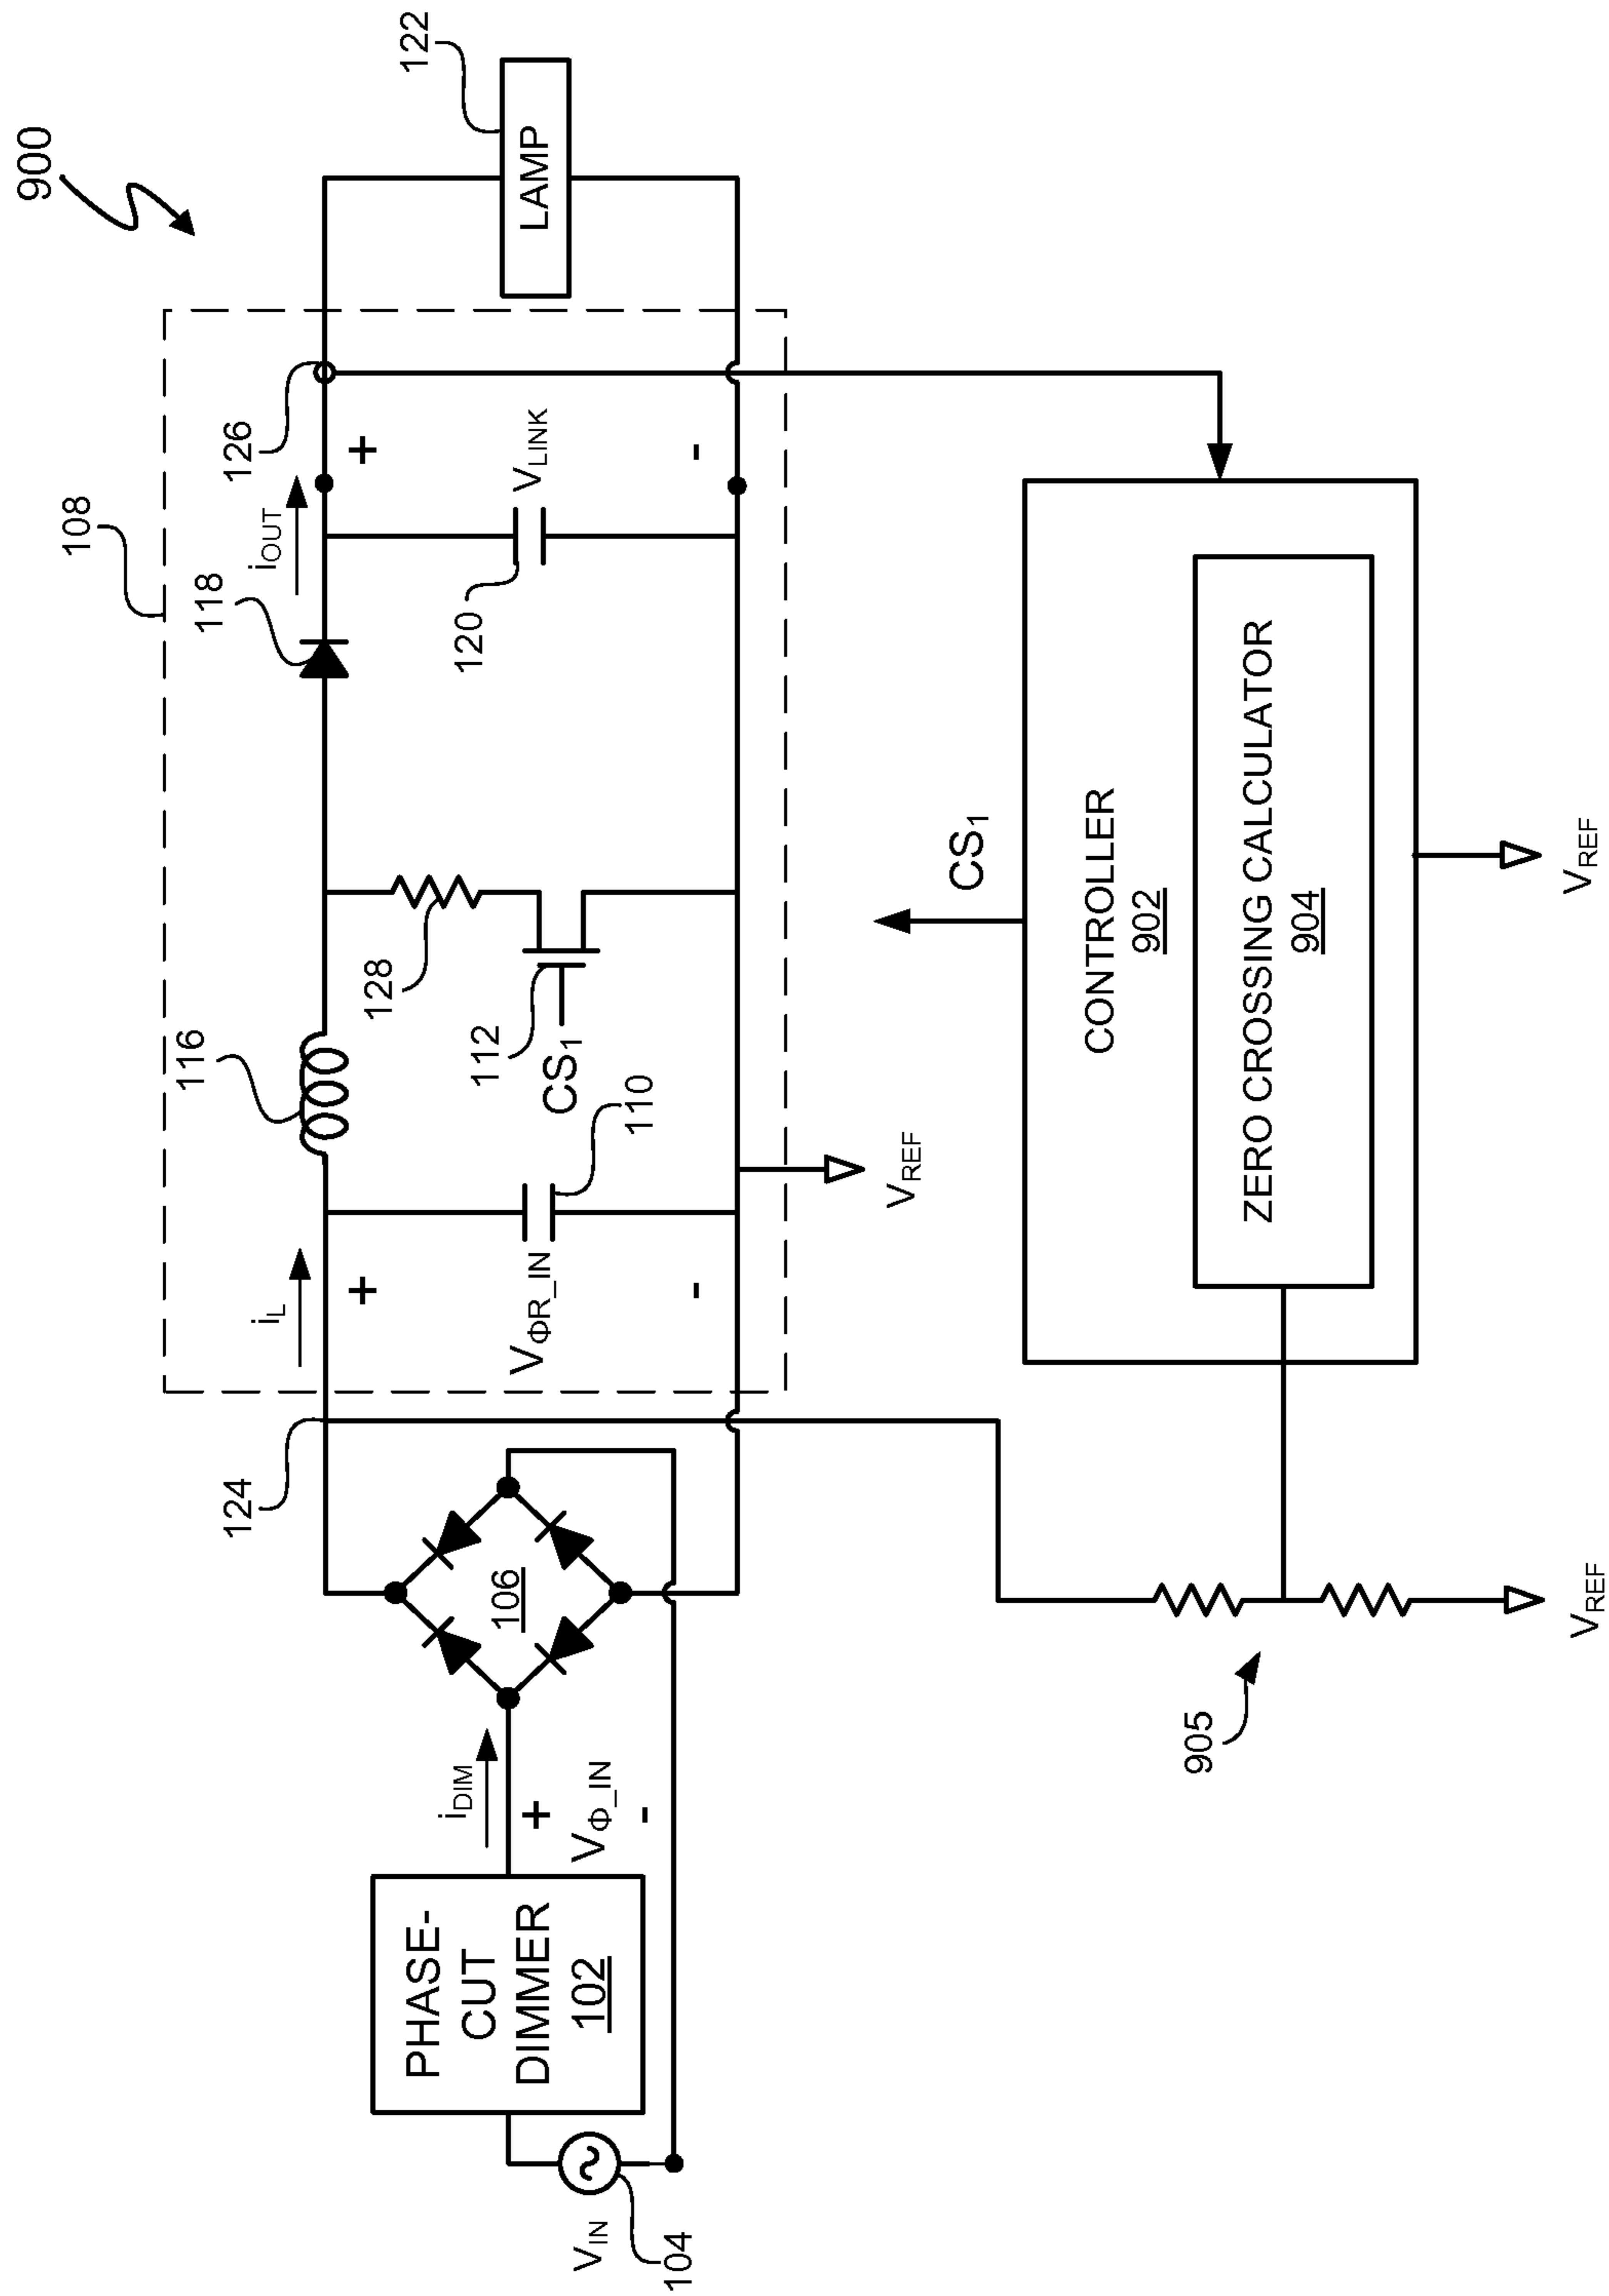 900
108
122
LAMP
126
iOUT
+
VLINK
-
118
120
116
128
112
CS1
110
iL
+
VΦR_IN
-
VREF
124
106
iDIM
+
VΦ_IN
-
PHASE-
CUT
DIMMER
102
VIN
104
CS1
CONTROLLER
902
ZERO CROSSING CALCULATOR
904
VREF
905
VREF